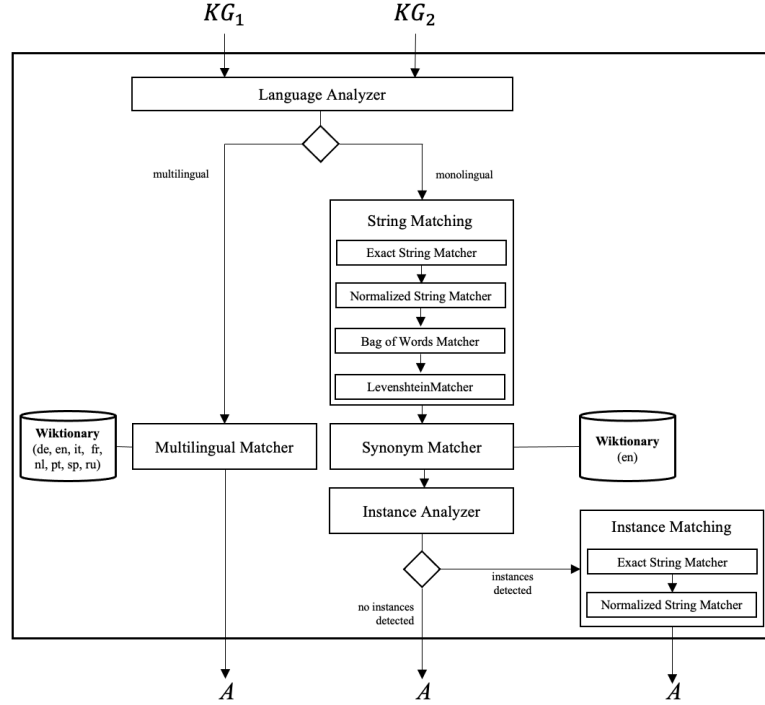 KG1
KG2
Language Analyzer
multilingual
monolingual
String Matching
Exact String Matcher
Normalized String Matcher
Bag of Words Matcher
LevenshteinMatcher
Wiktionary
(de, en, it, fr,
nl, pt, sp, ru)
Multilingual Matcher
Synonym Matcher
Wiktionary
(en)
Instance Analyzer
Instance Matching
Exact String Matcher
Normalized String Matcher
instances
detected
no instances
detected
A
A
A